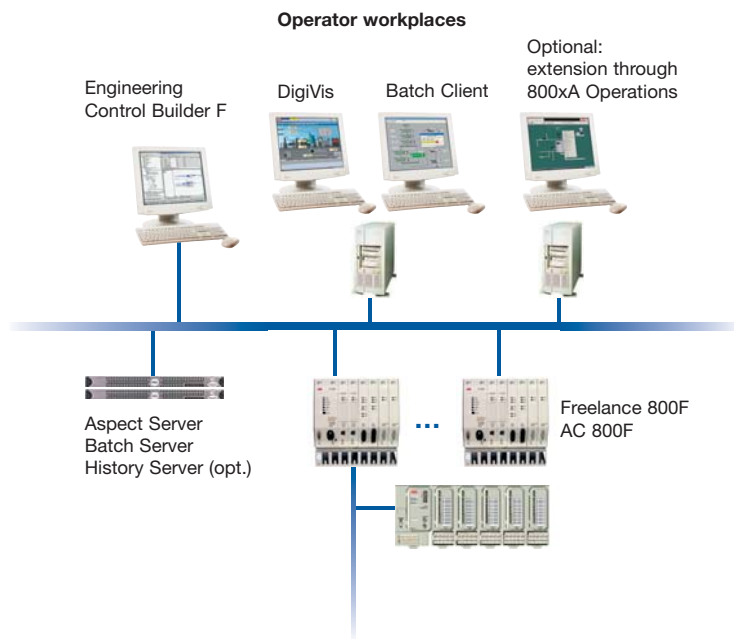 Operator workplaces
Engineering
Control Builder F
DigiVis
Batch Client
Optional:
extension through
800xA Operations
Aspect Server
Batch Server
History Server (opt.)
...
Freelance 800F
AC 800F